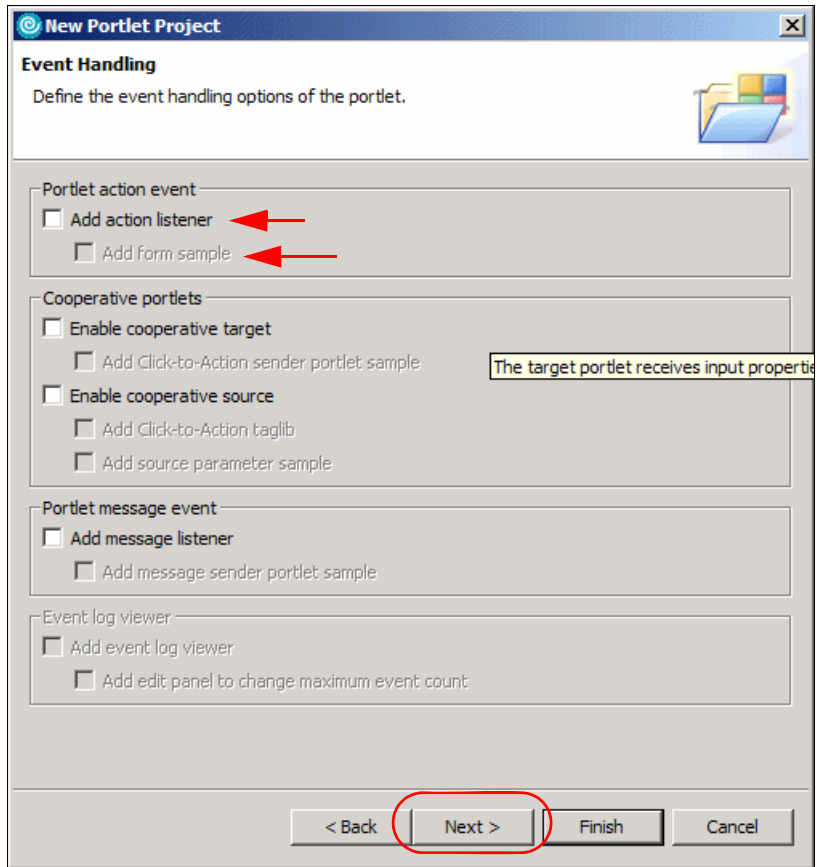 New Portlet Project
Event Handling
Define the event handling options of the portlet.
Portlet action event
Add action listener
Add form sample
Cooperative portlets
Enable cooperative target
Add Click-to-Action sender portlet sample
The target portlet receives input propertie
Enable cooperative source
Add Click-to-Action taglib
Add source parameter sample
Portlet message event
Add message listener
Add message sender portlet sample
Event log viewer
Add event log viewer
Add edit panel to change maximum event count
< Back Next > Finish Cancel